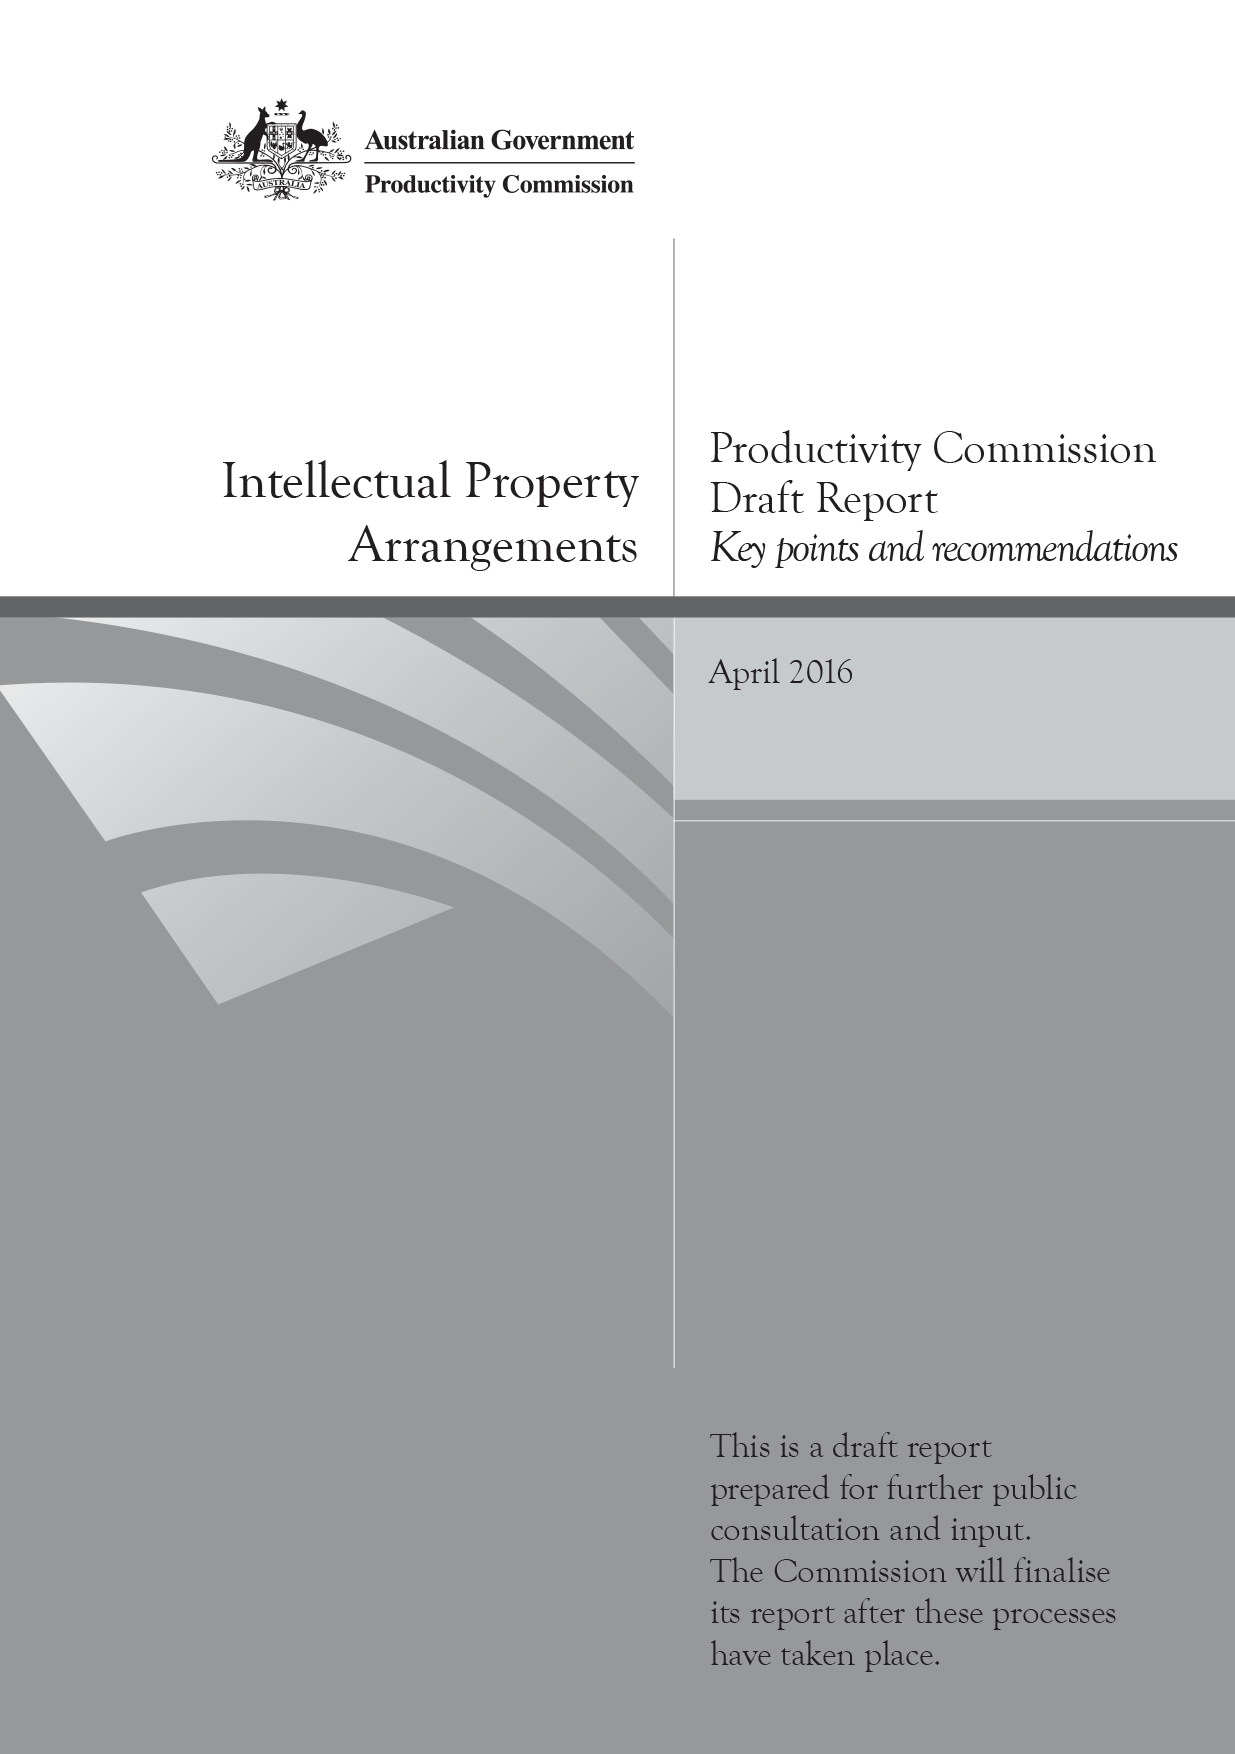 Australian Government
Productivity Commission
AUSTRALIA
Intellectual Property
Arrangements
Productivity Commission
Draft Report
Key points and recommendations
April 2016
This is a draft report
prepared for further public
consultation and input.
The Commission will finalise
its report after these processes
have taken place.